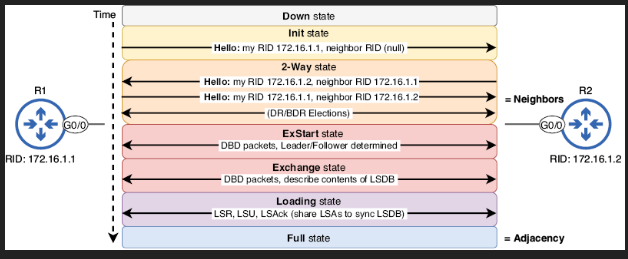 Time
Down state
Init state
Hello: my RID 172.16.1.1, neighbor RID (null)
2-Way state
Hello: my RID 172.16.1.2, neighbor RID 172.16.1.1
Hello: my RID 172.16.1.1, neighbor RID 172.16.1.2
= Neighbors
(DR/BDR Elections)
R1
G0/0
RID: 172.16.1.1
R2
G0/0
RID: 172.16.1.2
ExStart state
DBD packets, Leader/Follower determined
Exchange state
DBD packets, describe contents of LSDB
Loading state
LSR, LSU, LSAck (share LSAs to sync LSDB)
Full state
= Adjacency